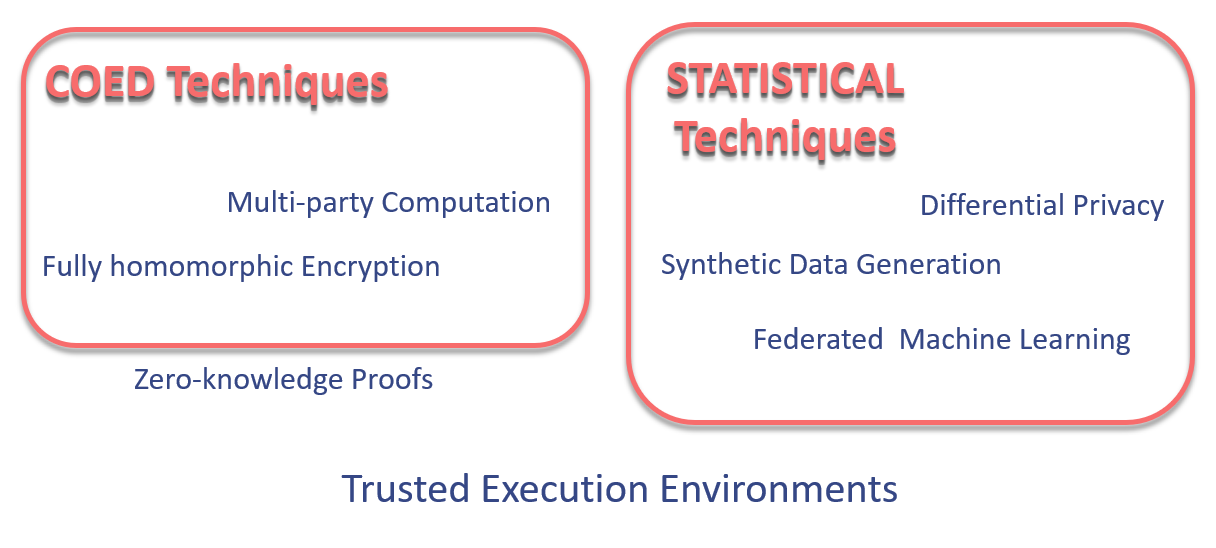 COED Techniques
Multi-party Computation
Fully homomorphic Encryption
Zero-knowledge Proofs
STATISTICAL
Techniques
Differential Privacy
Synthetic Data Generation
Federated  Machine Learning
Trusted Execution Environments